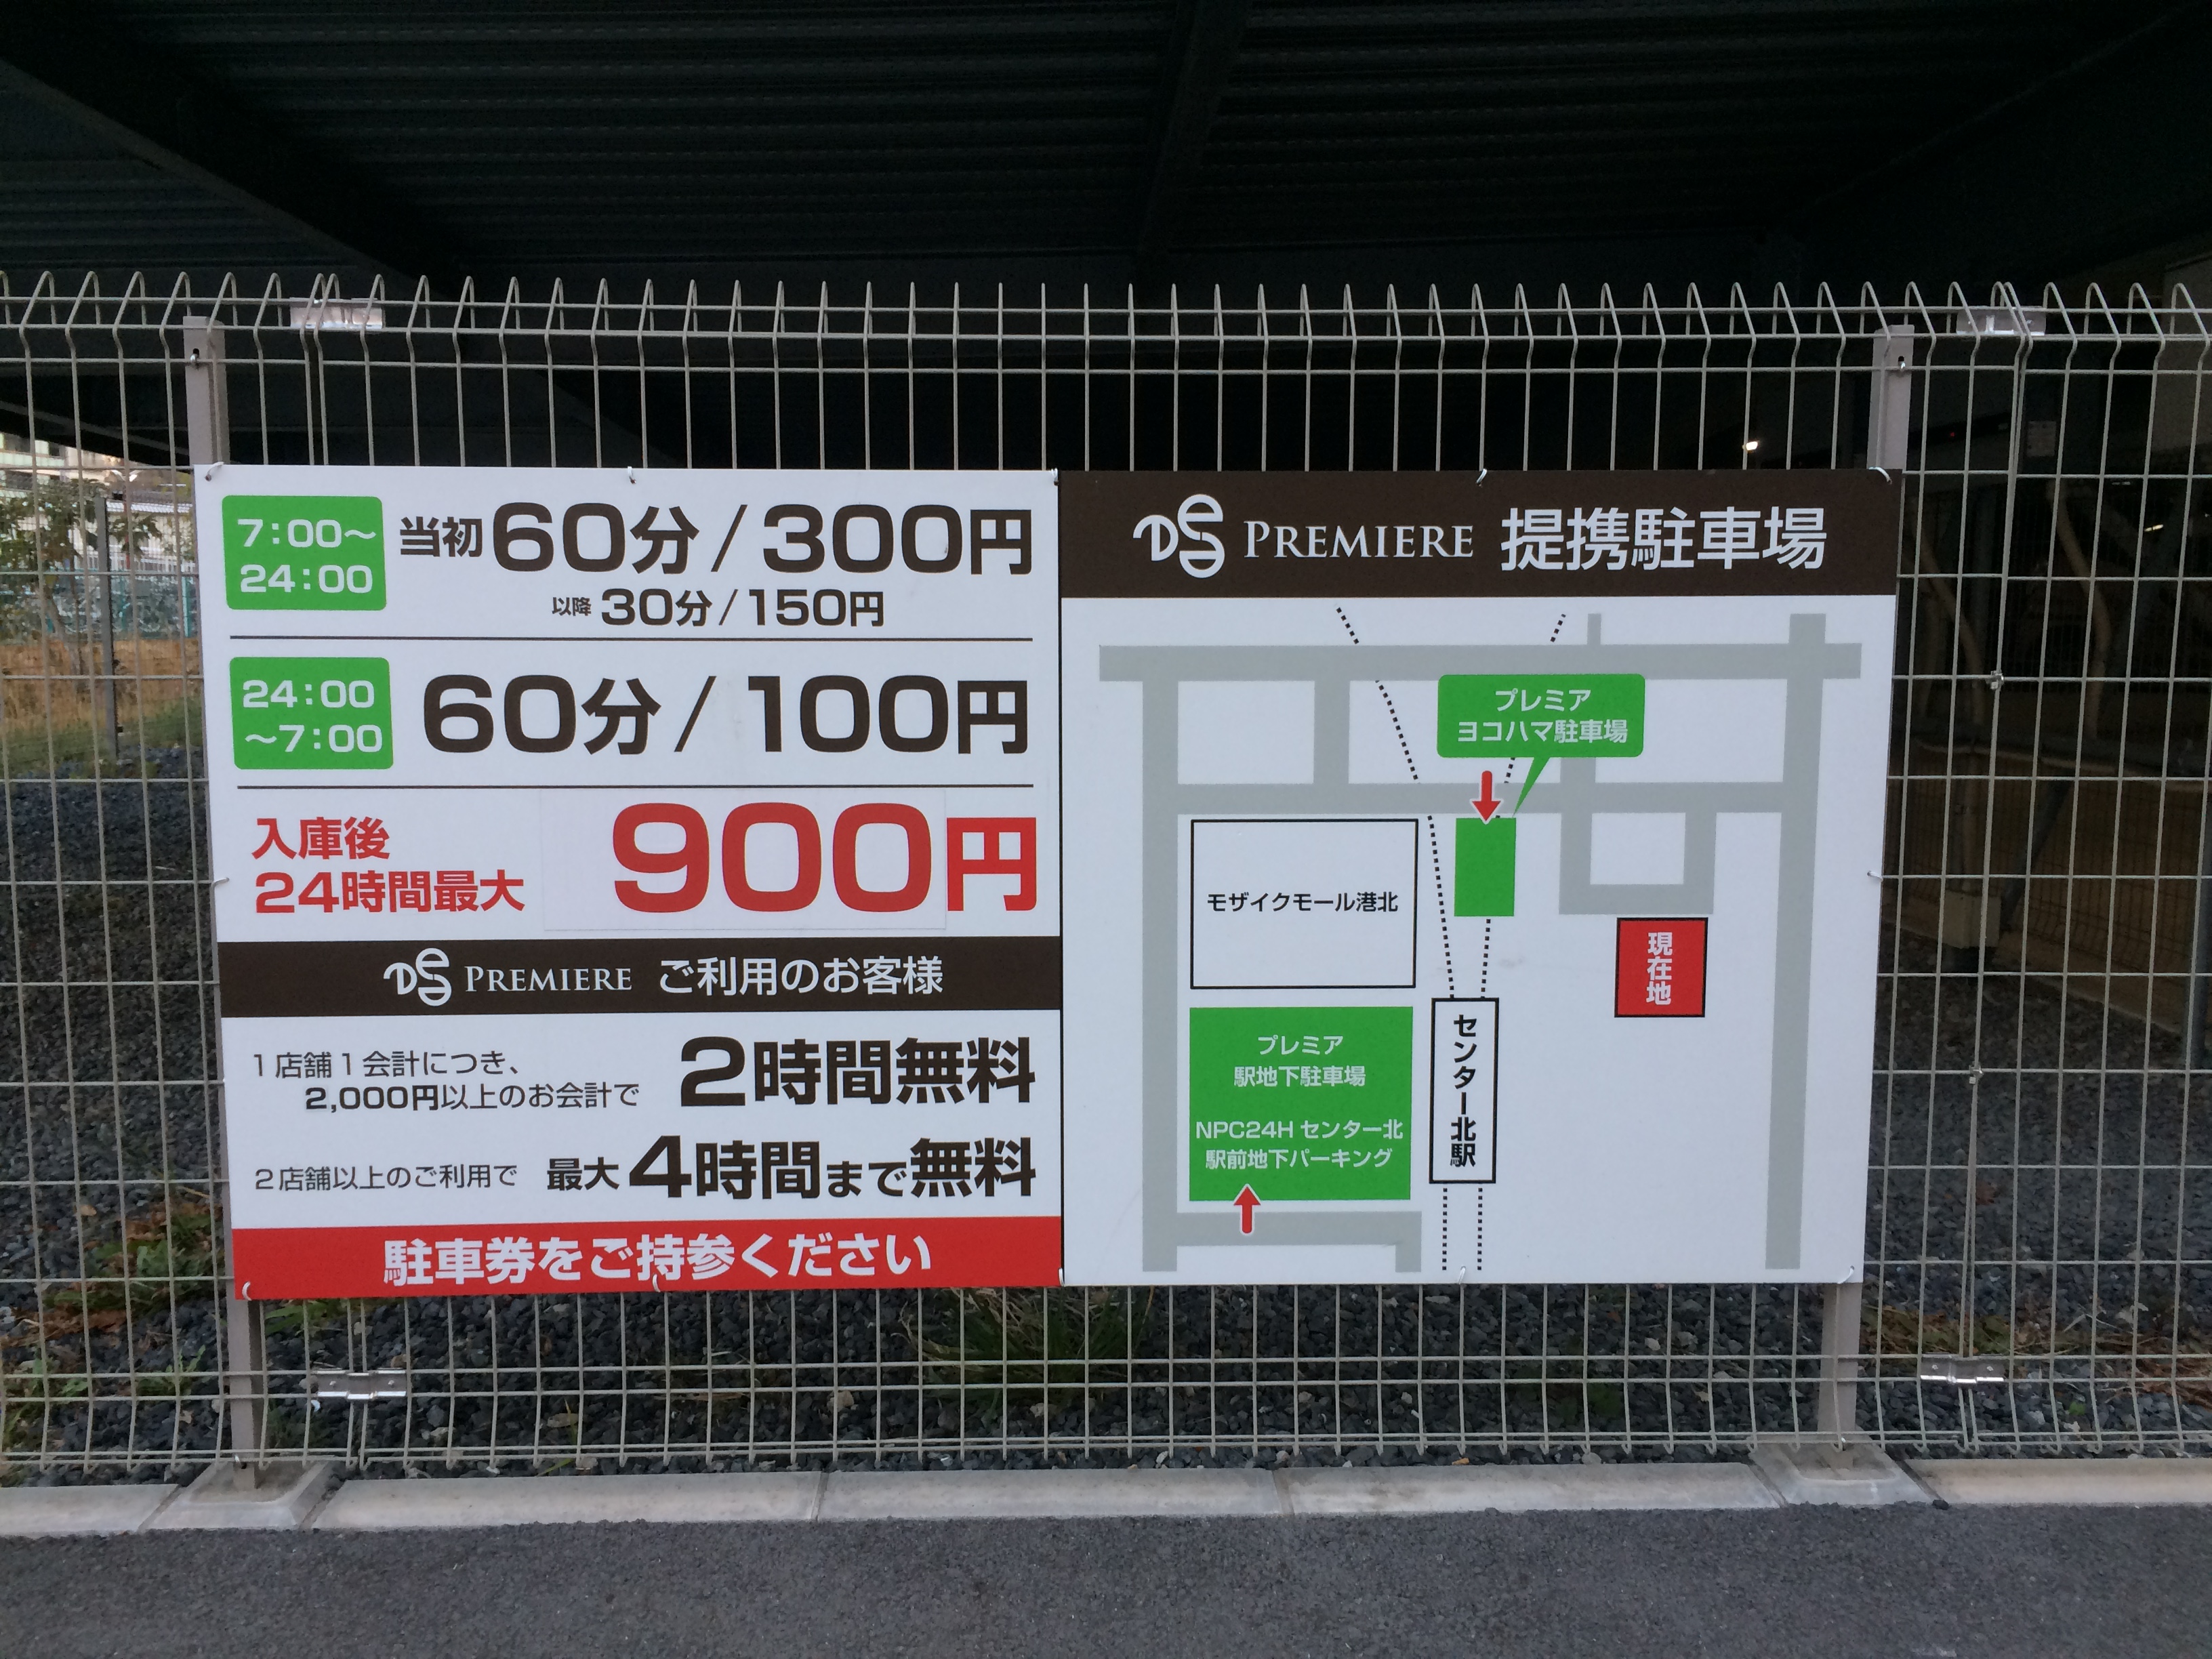 7:00〜
24:00
当初60分/300円
以降 30分/150円
24:00
〜7:00
60分/100円
入庫後
24時間最大
900円
PREMIERE ご利用のお客様
1店舗1会計につき、
2,000円以上のお会計で
2時間無料
2店舗以上のご利用で 最大4時間まで無料
駐車券をご持参ください
PREMIERE 提携駐車場
プレミア
ヨコハマ駐車場
モザイクモール港北
現在地
プレミア
駅地下駐車場
NPC24H センター北
駅前地下パーキング
センター北駅